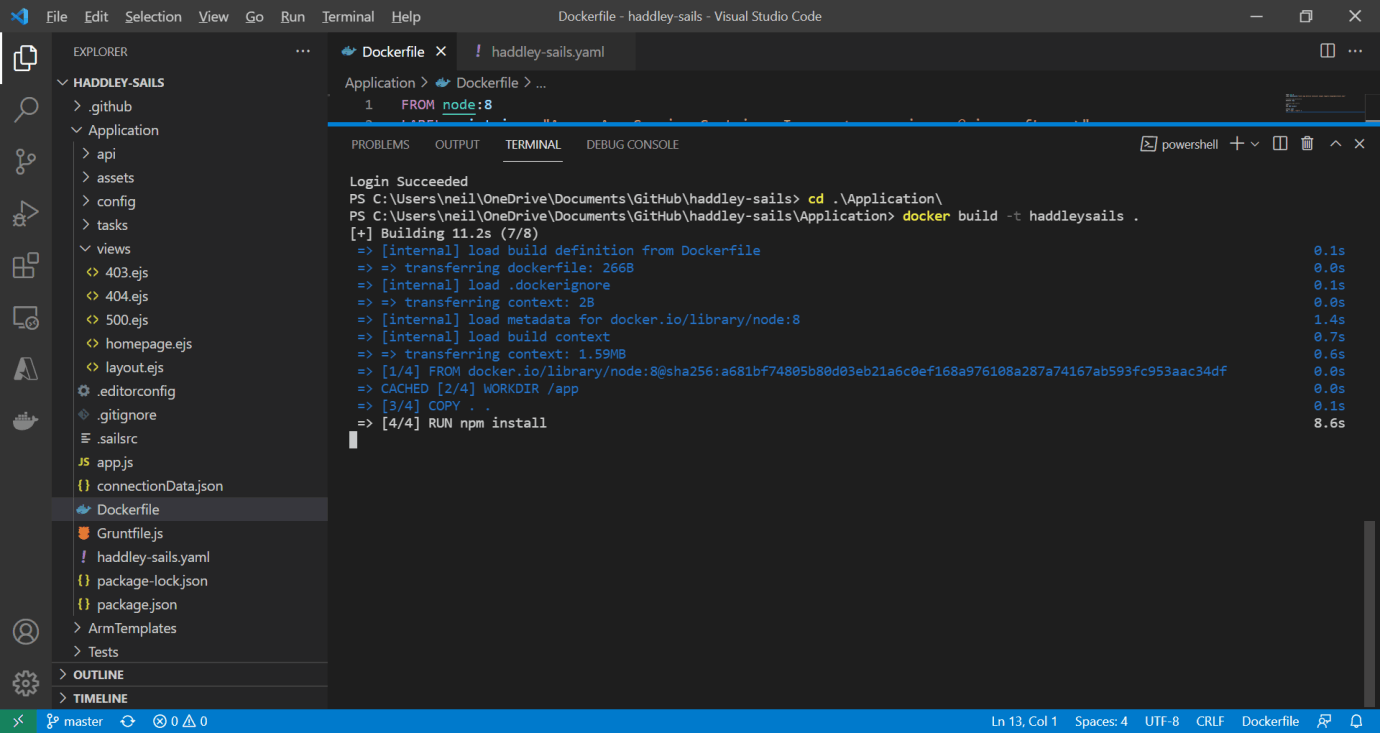 File Edit Selection View Go Run Terminal Help
Dockerfile - haddley-sails - Visual Studio Code
EXPLORER
HADDLEY-SAILS
.github
Application
api
assets
config
tasks
views
403.ejs
404.ejs
500.ejs
homepage.ejs
layout.ejs
.editorconfig
.gitignore
.sailsrc
JS app.js
{} connectionData.json
Dockerfile
Gruntfile.js
! haddley-sails.yaml
{} package-lock.json
{} package.json
ArmTemplates
Tests
OUTLINE
TIMELINE
Dockerfile
! haddley-sails.yaml
Application > Dockerfile > ...
1 FROM node:8
PROBLEMS OUTPUT TERMINAL DEBUG CONSOLE
powershell
Login Succeeded
PS C:\Users\neil\OneDrive\Documents\GitHub\haddley-sails> cd .\Application\
PS C:\Users\neil\OneDrive\Documents\GitHub\haddley-sails\Application> docker build -t haddleysails .
[+] Building 11.2s (7/8)
=> [internal] load build definition from Dockerfile 0.1s
=> => transferring dockerfile: 266B 0.0s
=> [internal] load .dockerignore 0.1s
=> => transferring context: 2B 0.0s
=> [internal] load metadata for docker.io/library/node:8 1.4s
=> [internal] load build context 0.7s
=> => transferring context: 1.59MB 0.6s
=> [1/4] FROM docker.io/library/node:8@sha256:a681bf74805b80d03eb21a6c0ef168a976108a287a74167ab593fc953aac34df 0.0s
=> CACHED [2/4] WORKDIR /app 0.0s
=> [3/4] COPY . . 0.1s
=> [4/4] RUN npm install 8.6s
master
0 0
Ln 13, Col 1 Spaces: 4 UTF-8 CRLF Dockerfile